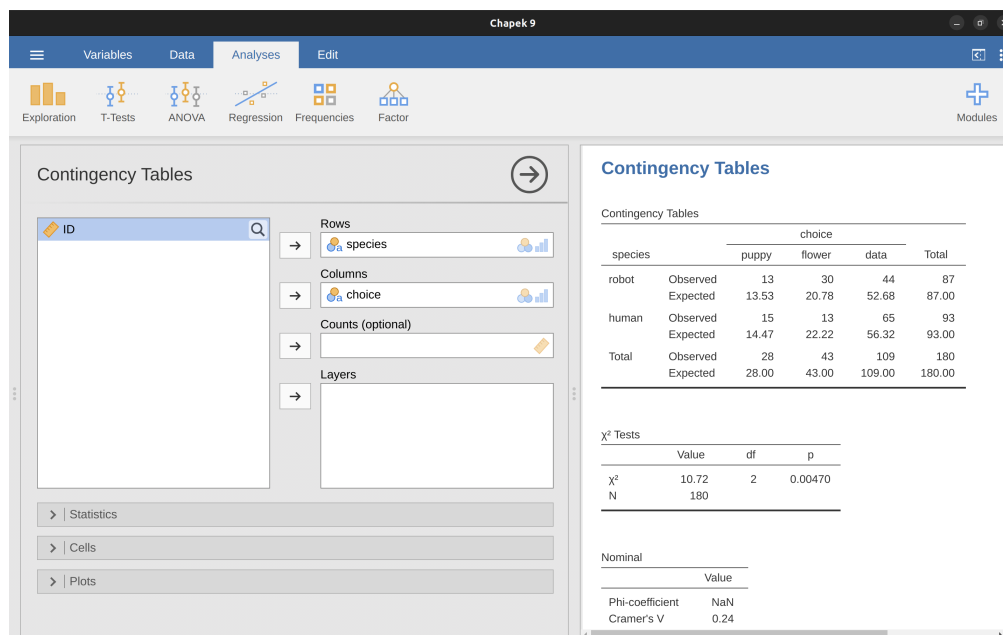 Chapek 9
Variables Data Analyses Edit
Exploration T-Tests ANOVA Regression Frequencies Factor Modules
Contingency Tables
ID
Rows
species
Columns
choice
Counts (optional)
Layers
Statistics
Cells
Plots
Contingency Tables
Contingency Tables
choice
species puppy flower data Total
robot Observed 13 30 44 87
Expected 13.53 20.78 52.68 87.00
human Observed 15 13 65 93
Expected 14.47 22.22 56.32 93.00
Total Observed 28 43 109 180
Expected 28.00 43.00 109.00 180.00
χ² Tests
Value df p
χ² 10.72 2 0.00470
N 180
Nominal
Value
Phi-coefficient NaN
Cramer's V 0.24